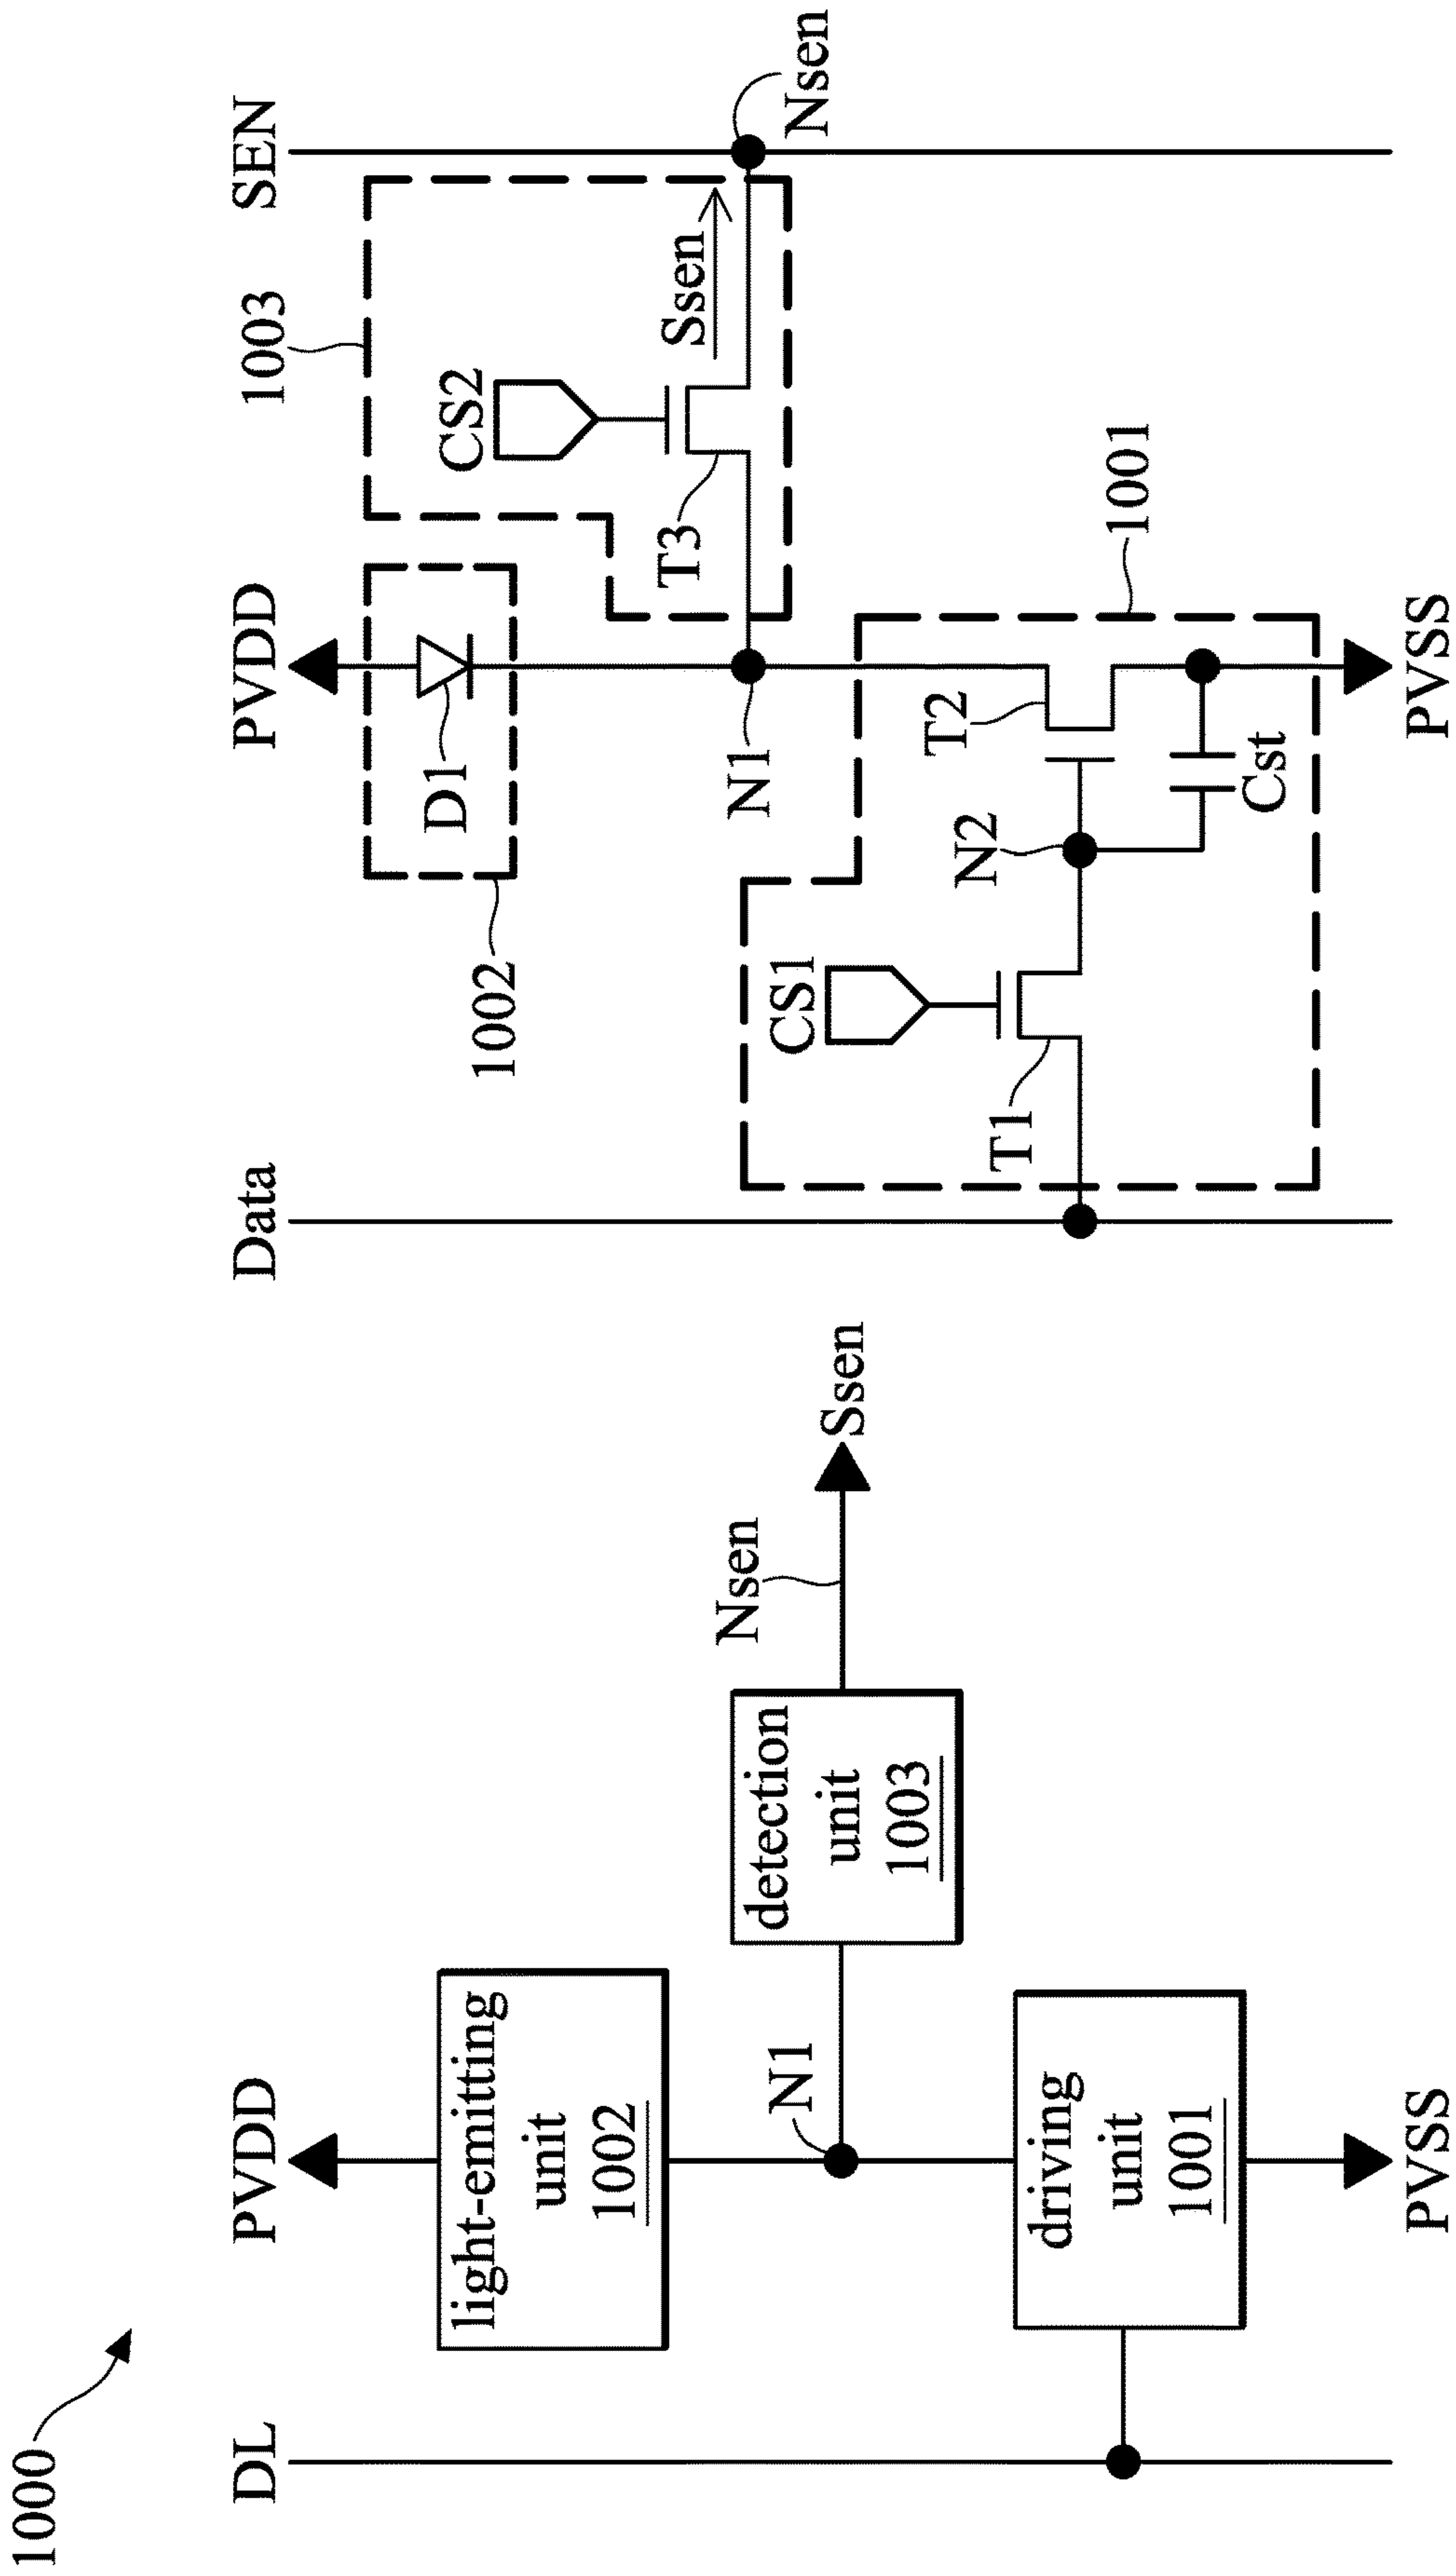 1000
DL
PVDD
light-emitting
unit
1002
N1
detection
unit
1003
Nsen
Ssen
driving
unit
1001
PVSS
Data
PVDD
SEN
1002
D1
1003
CS2
T3
Ssen
Nsen
N1
CS1
T1
N2
T2
Cst
1001
PVSS